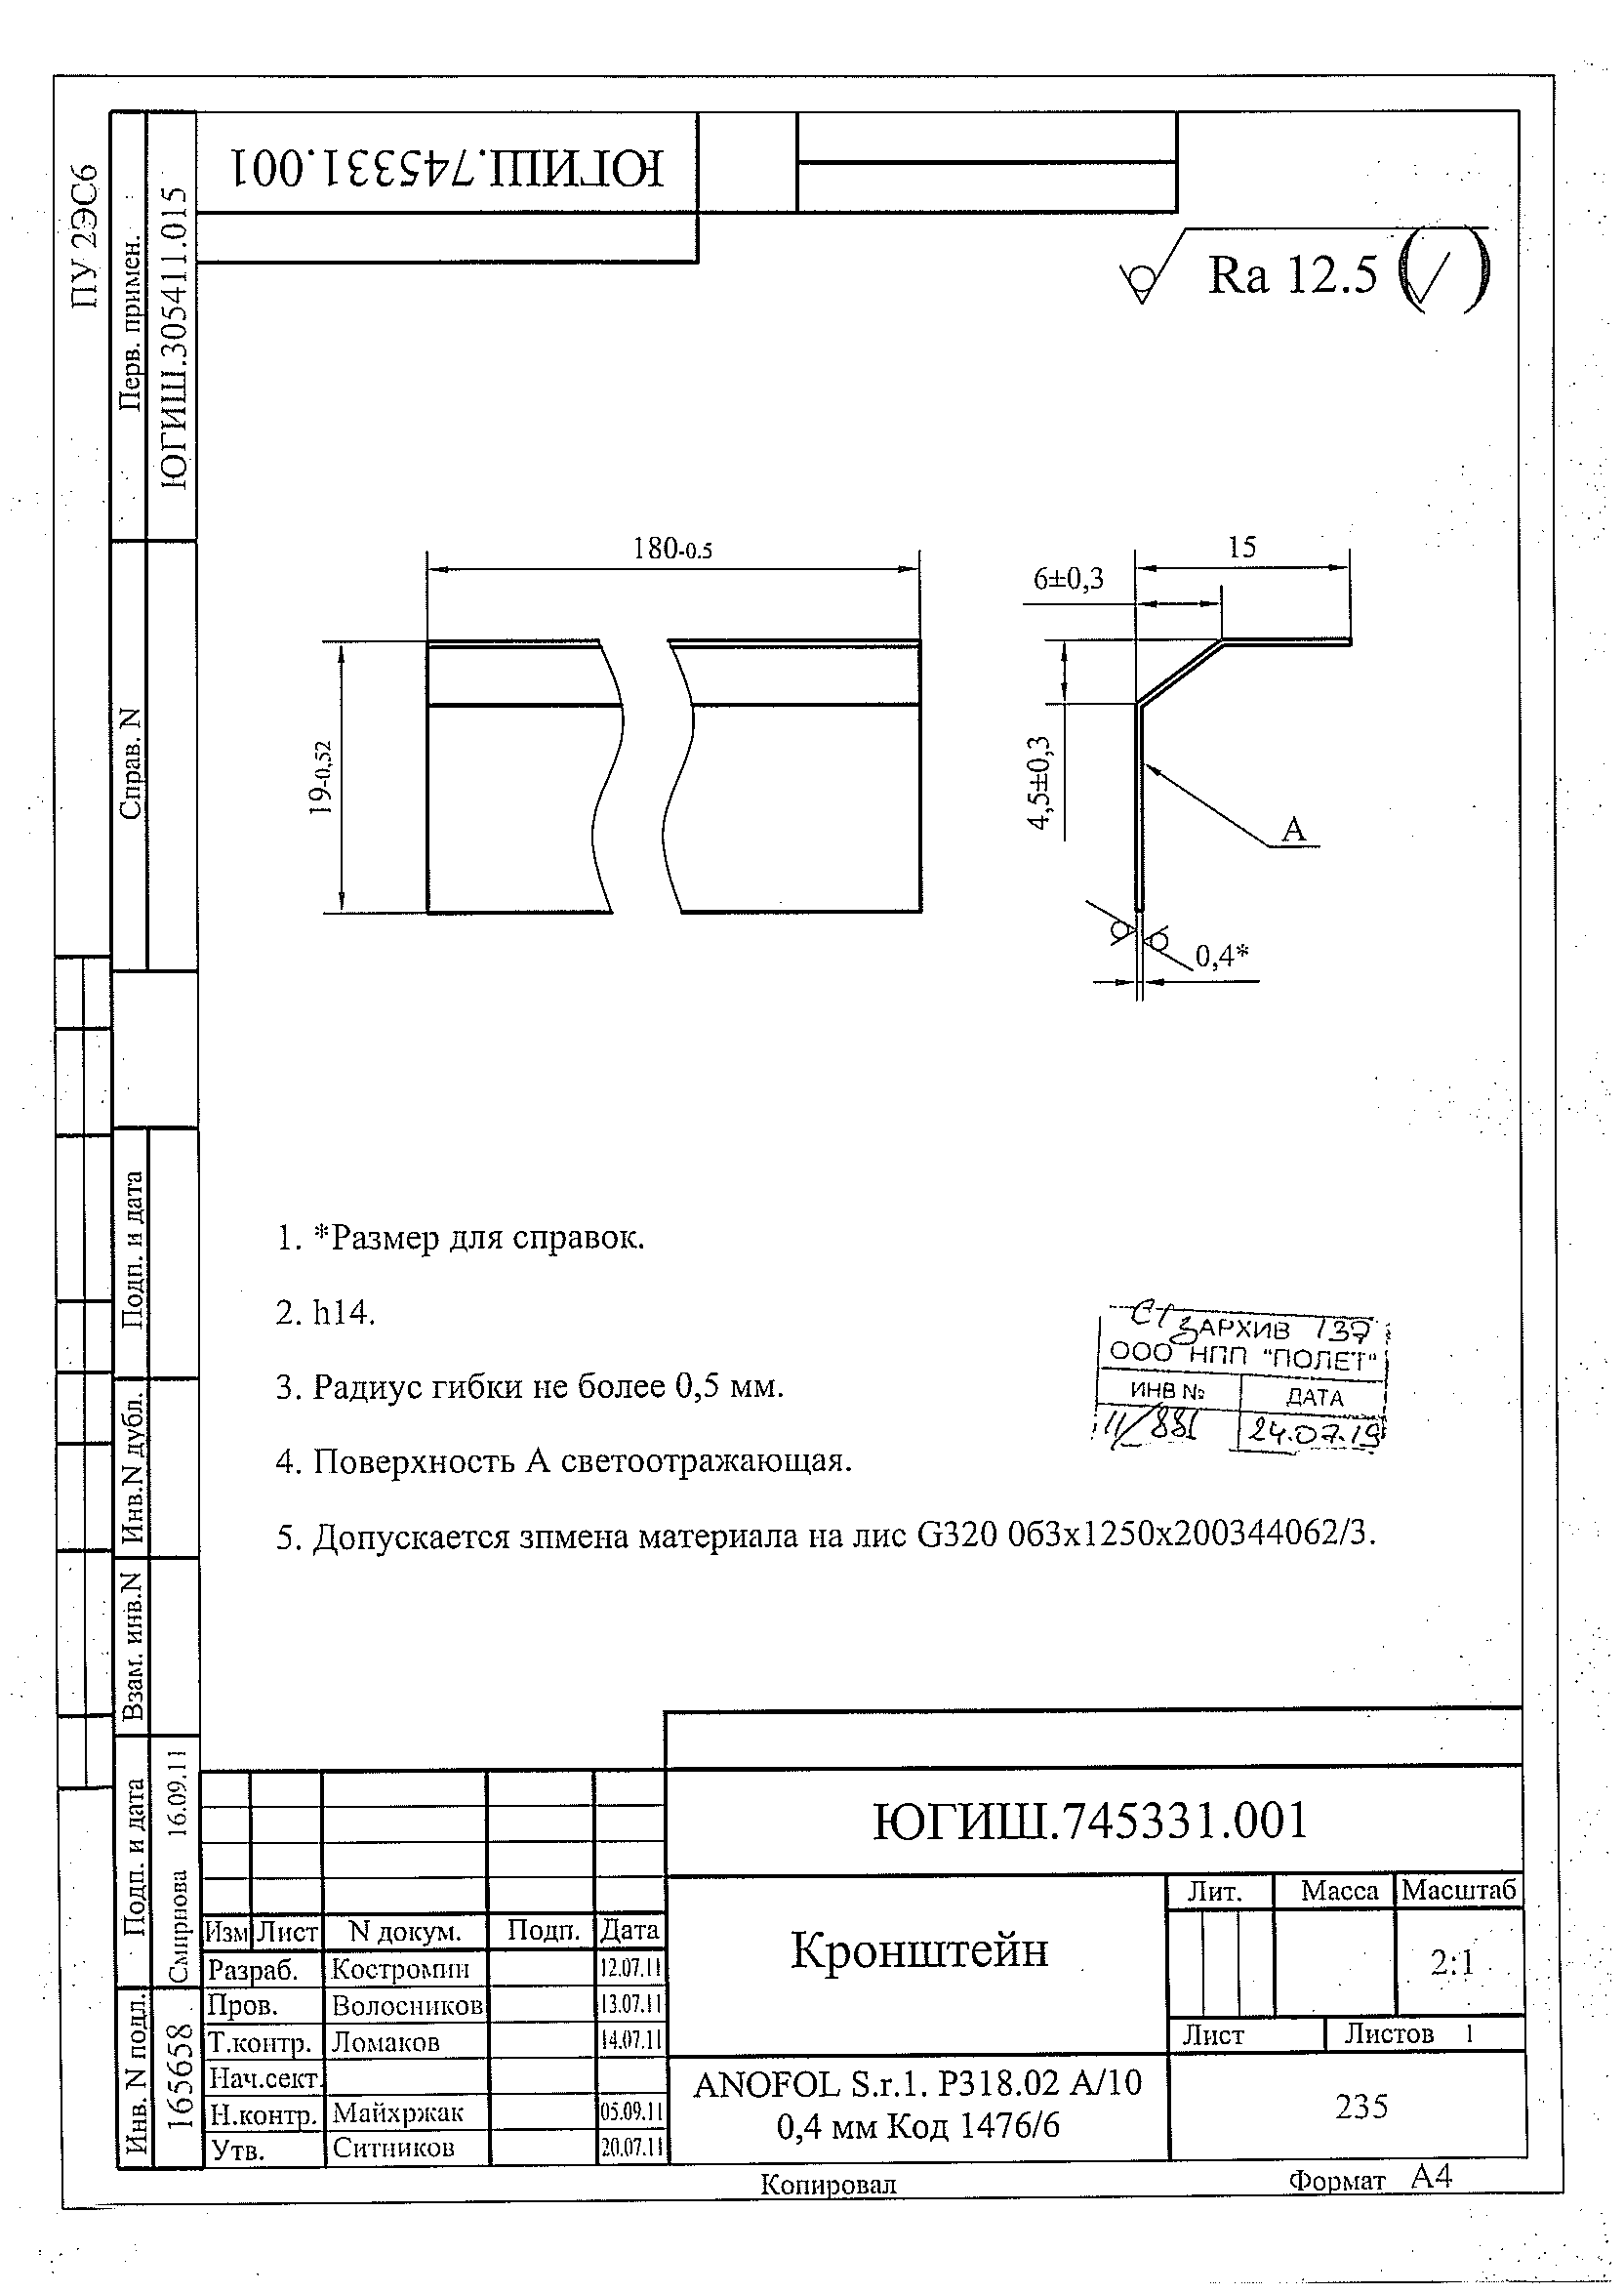 ЮГИШ.745331.001
ПУ 2ЭС6
Перв. примен.
ЮГИШ.305411.015
Справ. N
Подп. и дата
Инв.N дубл.
Взам. инв.N
Подп. и дата
Смирнова 16.09.11
Инв. N подл.
165658
Ra 12.5
180-0.5
19-0,52
15
6±0,3
4,5±0,3
А
0,4*
1. *Размер для справок.
2. h14.
3. Радиус гибки не более 0,5 мм.
4. Поверхность А светоотражающая.
5. Допускается зпмена материала на лис G320 063х1250х200344062/3.
АРХИВ 137
ООО НПП "ПОЛЕТ"
ИНВ № ДАТА
11/881 24.07.19
ЮГИШ.745331.001
Изм Лист N докум. Подп. Дата
Разраб. Костромин 12.07.11
Пров. Волосников 13.07.11
Т.контр. Ломаков 14.07.11
Нач.сект.
Н.контр. Майхржак 05.09.11
Утв. Ситников 20.07.11
Кронштейн
Лит. Масса Масштаб
2:1
Лист Листов 1
ANOFOL S.r.1. P318.02 A/10
0,4 мм Код 1476/6
235
Копировал Формат А4